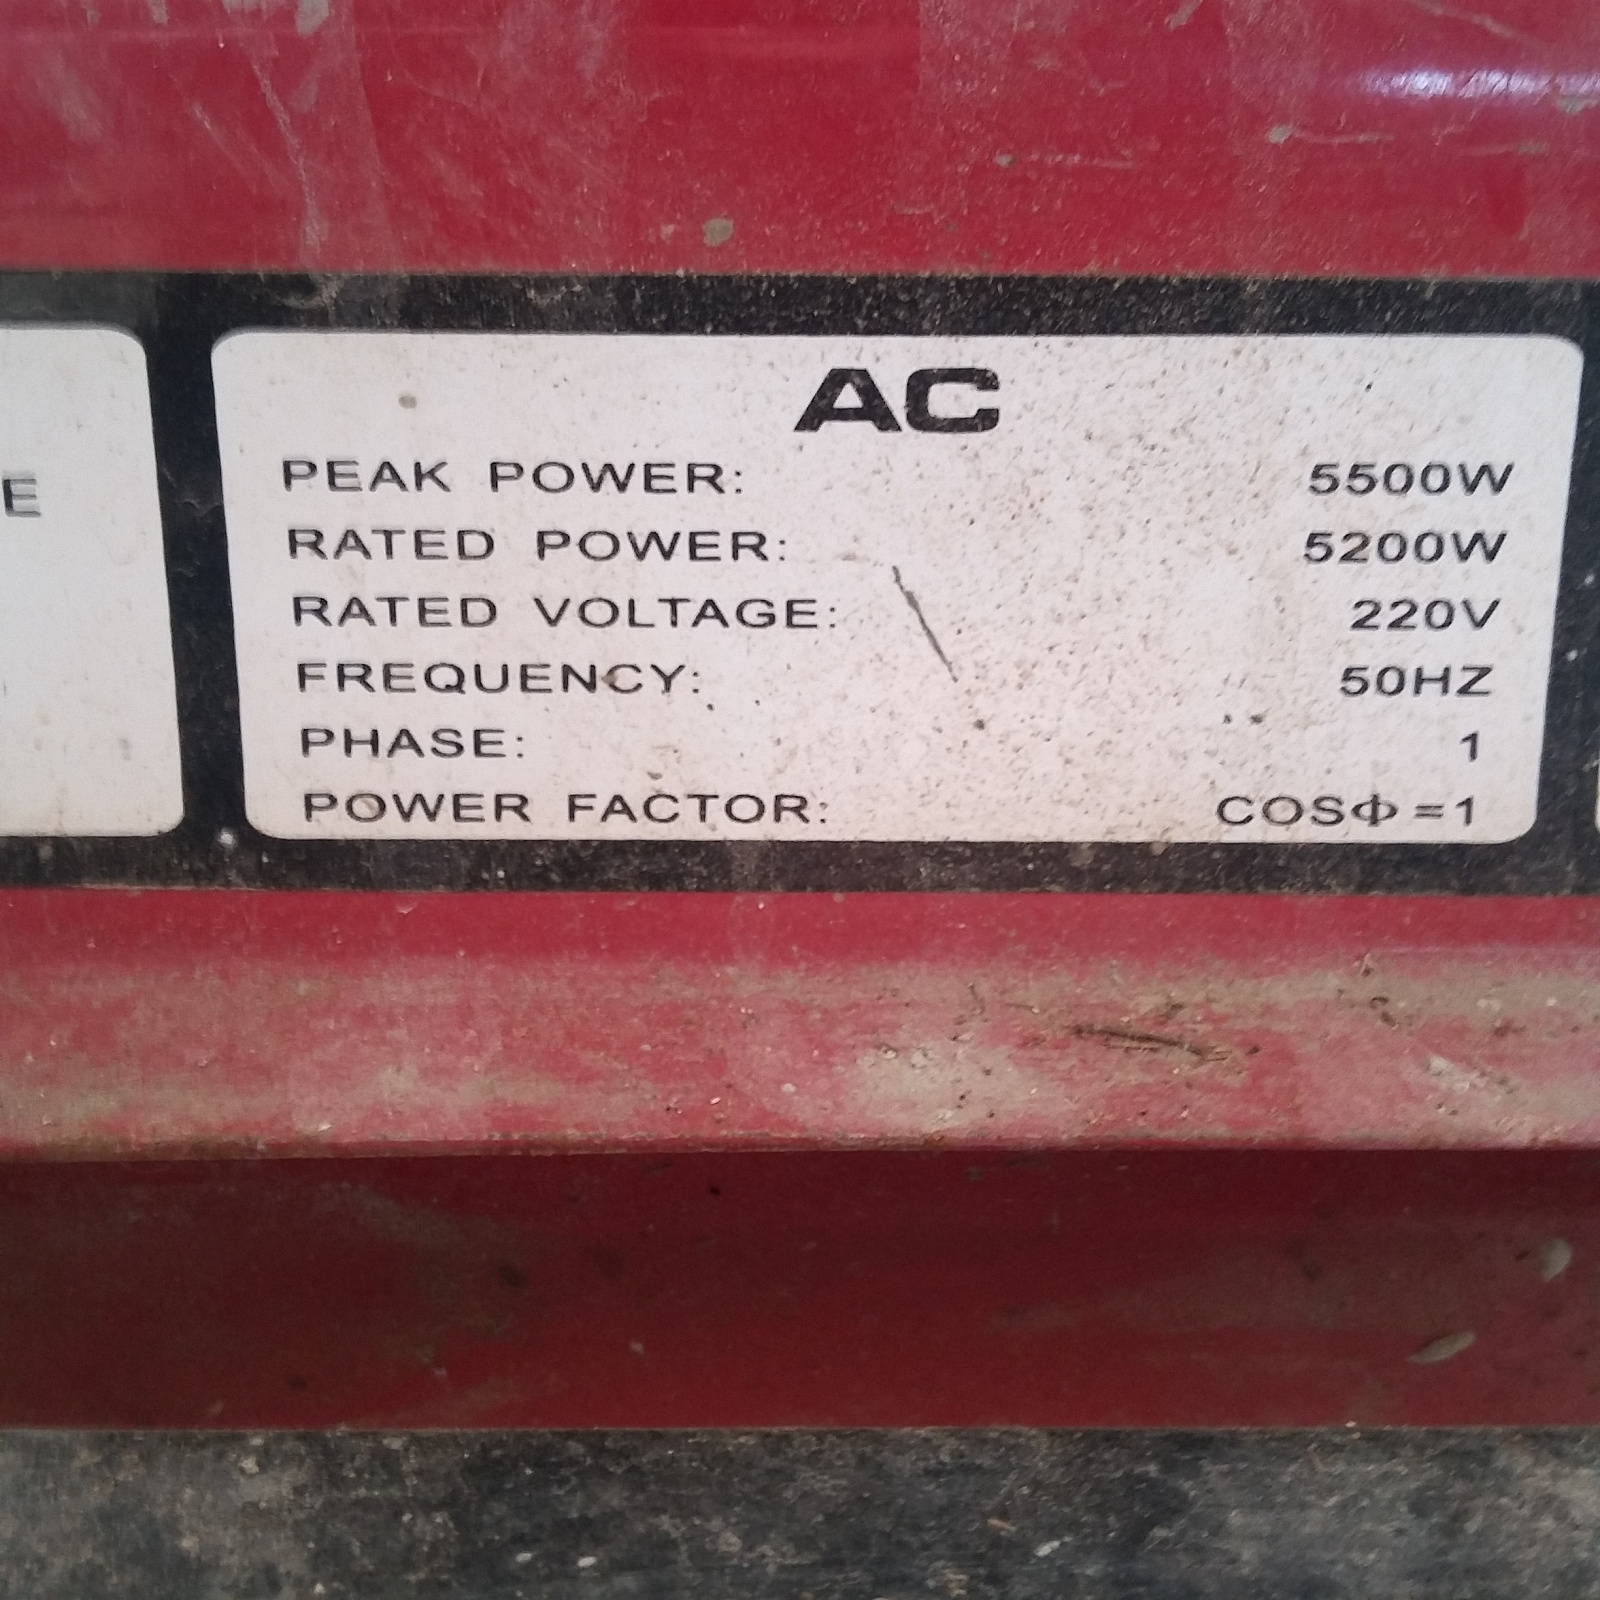 E
AC
PEAK POWER: 5500W
RATED POWER: 5200W
RATED VOLTAGE: 220V
FREQUENCY: 50HZ
PHASE: 1
POWER FACTOR: COSΦ=1